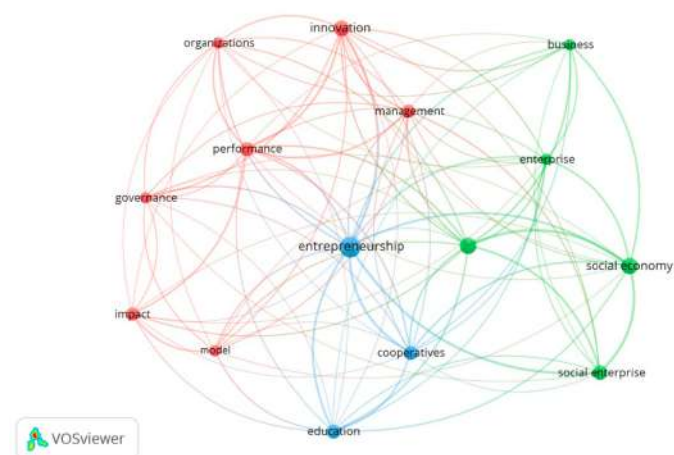 innovation
organizations
business
management
performance
enterprise
governance
entrepreneurship
social economy
impact
model
cooperatives
social enterprise
education
VOSviewer